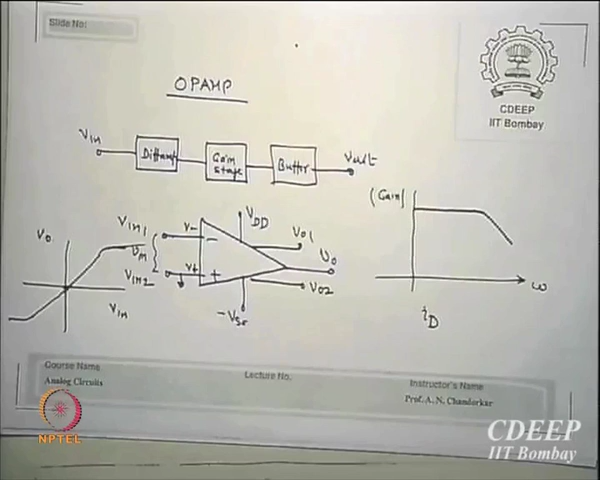 Slide No:
CDEEP
IIT Bombay
OPAMP
VIN
Diffamp
Gain Stage
Buffer
Vout
|Gain|
ω
Vo
VIN
VIN1
VIN
VIN2
V-
V+
-
+
VDD
Vo1
Vo
Vo2
-Vss
iD
Course Name
Analog Circuits
Lecture No.
Instructor's Name
Prof. A. N. Chandorkar
NPTEL
CDEEP
IIT Bombay